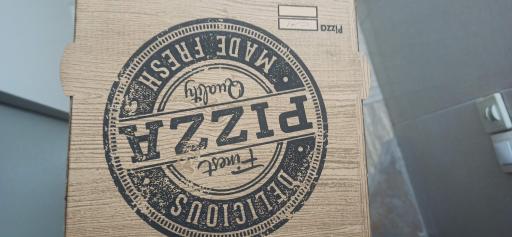 DELICIOUS
Finest
PIZZA
Quality
MADE FRESH
Pizza